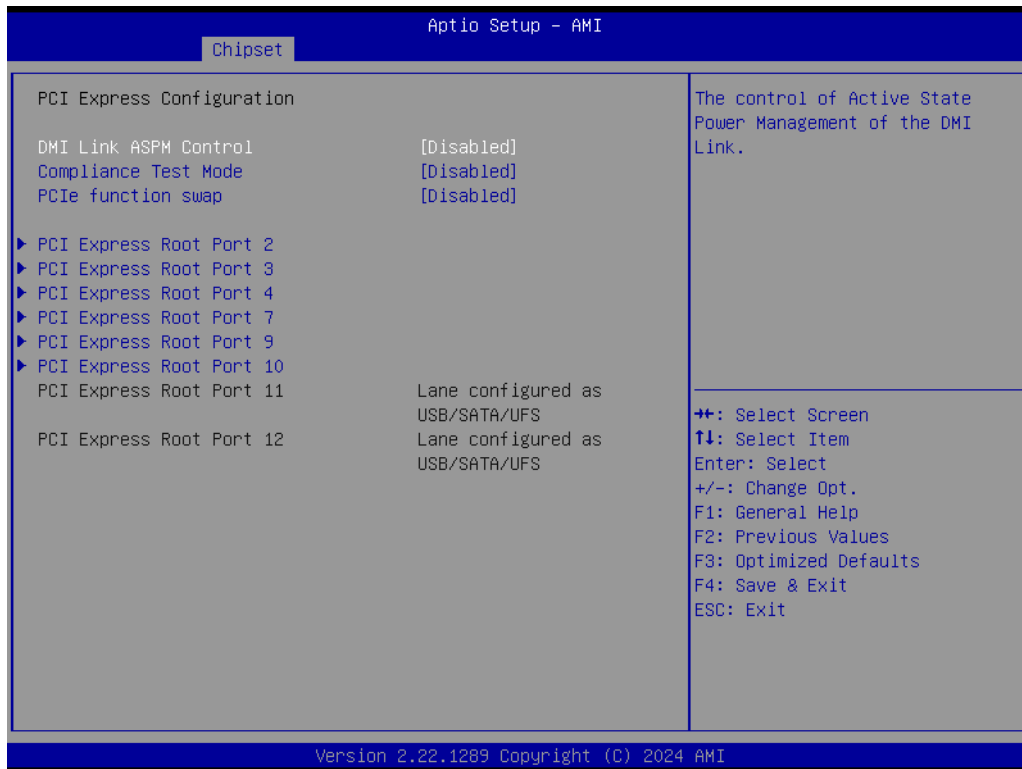 Aptio Setup – AMI
Chipset
PCI Express Configuration
DMI Link ASPM Control [Disabled]
Compliance Test Mode [Disabled]
PCIe function swap [Disabled]
PCI Express Root Port 2
PCI Express Root Port 3
PCI Express Root Port 4
PCI Express Root Port 7
PCI Express Root Port 9
PCI Express Root Port 10
PCI Express Root Port 11 Lane configured as
USB/SATA/UFS
PCI Express Root Port 12 Lane configured as
USB/SATA/UFS
The control of Active State
Power Management of the DMI
Link.
→←: Select Screen
↑↓: Select Item
Enter: Select
+/-: Change Opt.
F1: General Help
F2: Previous Values
F3: Optimized Defaults
F4: Save & Exit
ESC: Exit
Version 2.22.1289 Copyright (C) 2024 AMI